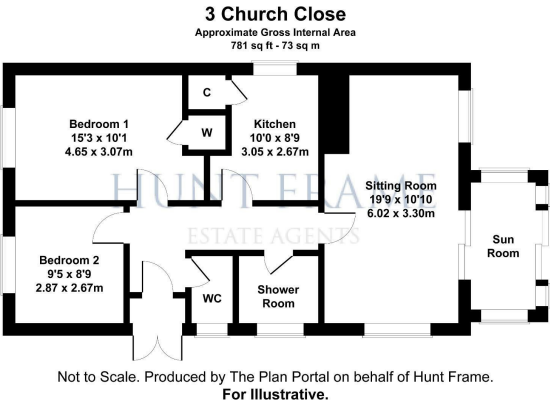 3 Church Close
Approximate Gross Internal Area
781 sq ft - 73 sq m
C
Bedroom 1
15'3 x 10'1
4.65 x 3.07m
W
Kitchen
10'0 x 8'9
3.05 x 2.67m
HUNT FRAME
ESTATE AGENTS
Sitting Room
19'9 x 10'10
6.02 x 3.30m
Sun
Room
Bedroom 2
9'5 x 8'9
2.87 x 2.67m
WC
Shower
Room
Not to Scale. Produced by The Plan Portal on behalf of Hunt Frame.
For Illustrative.